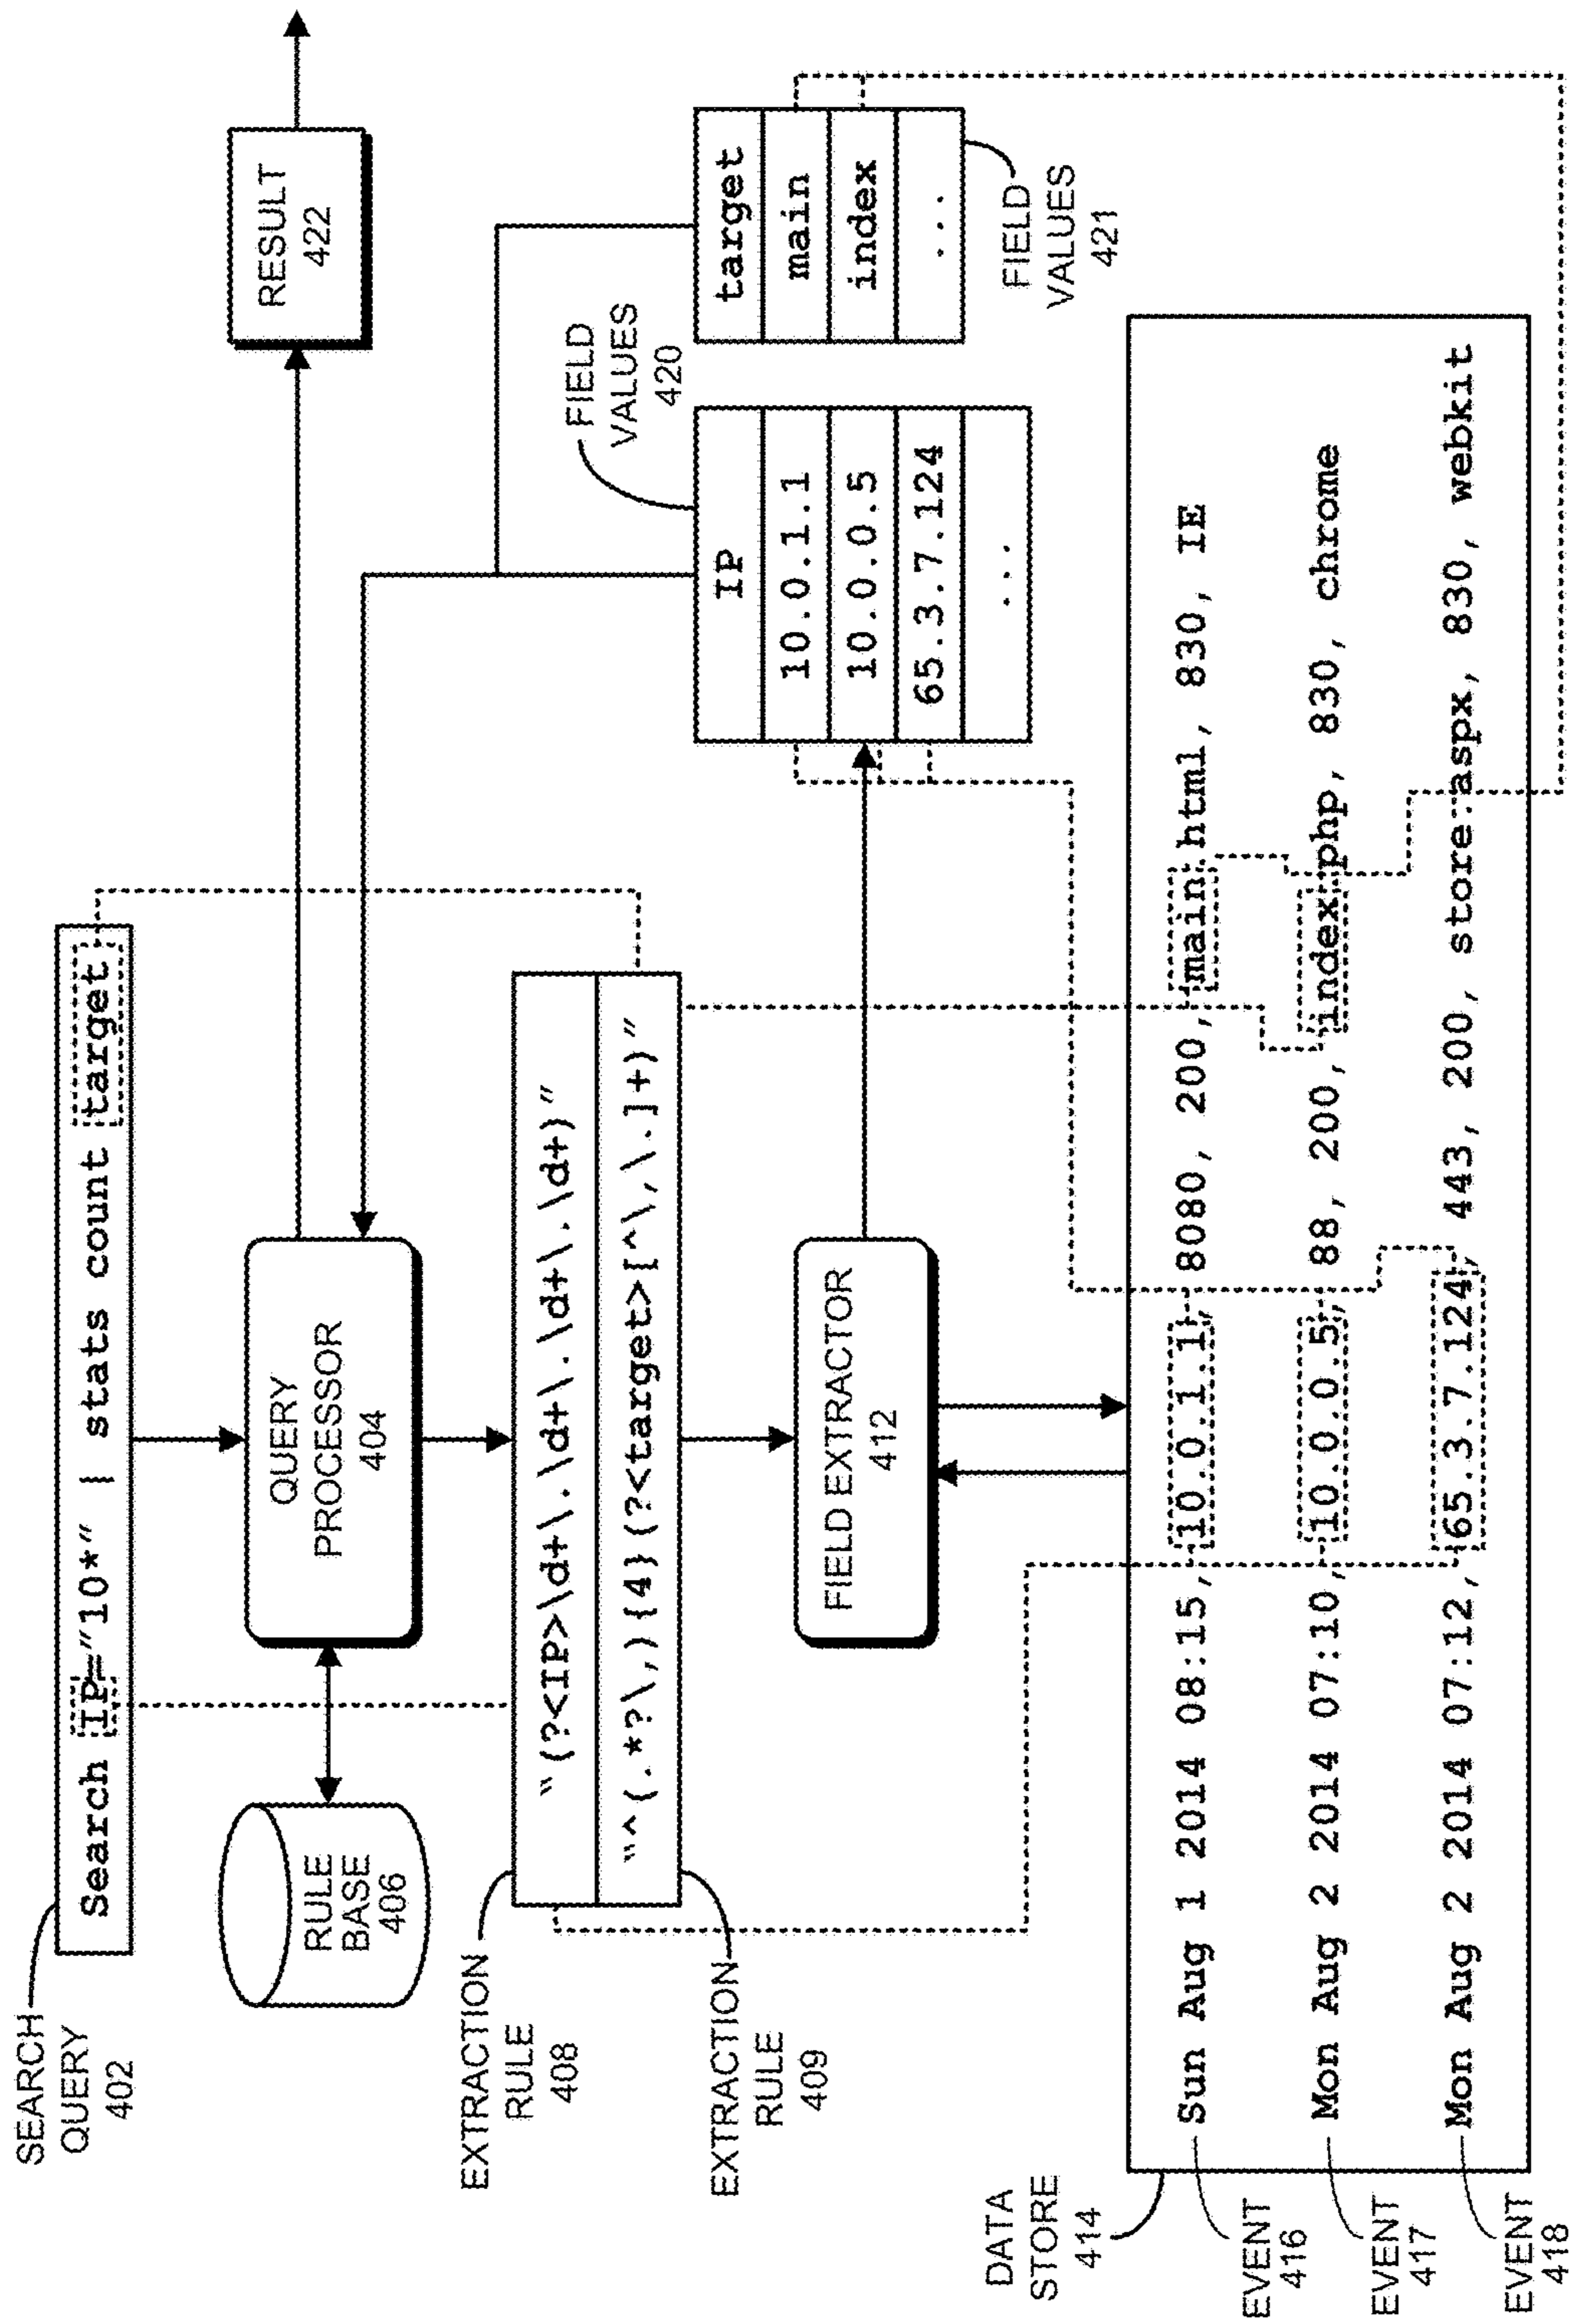 SEARCH
QUERY
402
Search IP="10*" | stats count target
RULE
BASE
406
QUERY
PROCESSOR
404
RESULT
422
EXTRACTION
RULE
408
"(?<IP>\d+\.\d+\.\d+\.\d+)"
EXTRACTION
RULE
409
"^(.*?\,){4}(?<target>[^\,\.]+)"
FIELD EXTRACTOR
412
FIELD
VALUES
420
IP
10.0.1.1
10.0.0.5
65.3.7.124
...
target
main
index
...
FIELD
VALUES
421
DATA
STORE
414
EVENT
416
Sun Aug 1 2014 08:15, 10.0.1.1, 8080, 200, main.html, 830, IE
EVENT
417
Mon Aug 2 2014 07:10, 10.0.0.5, 88, 200, index.php, 830, chrome
EVENT
418
Mon Aug 2 2014 07:12, 65.3.7.124, 443, 200, store.aspx, 830, webkit